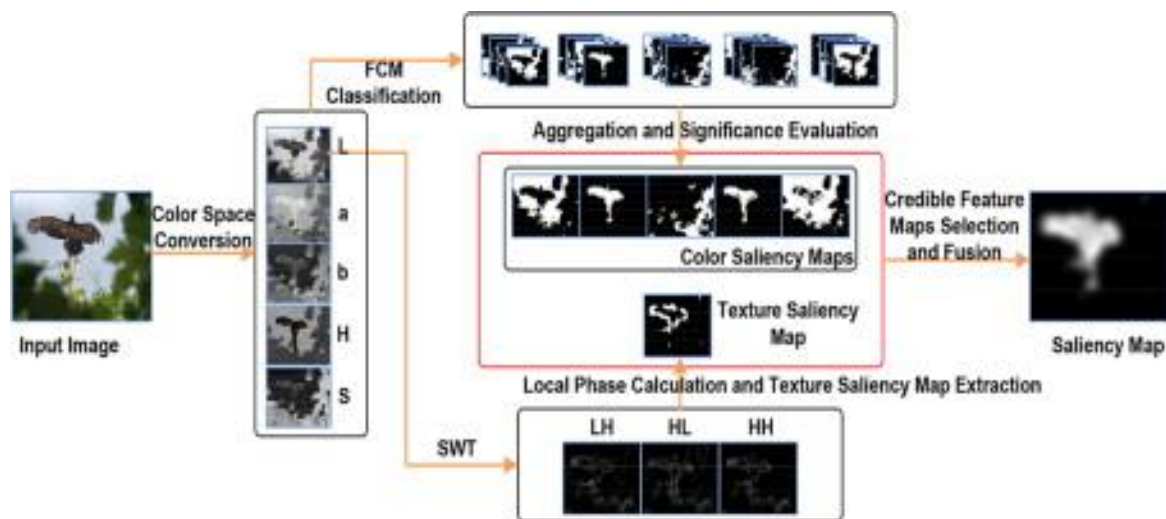 FCM
Classification
Aggregation and Significance Evaluation
L
a
b
H
S
Color Space
Conversion
Input Image
Color Saliency Maps
Texture Saliency
Map
Credible Feature
Maps Selection
and Fusion
Saliency Map
Local Phase Calculation and Texture Saliency Map Extraction
SWT
LH HL HH